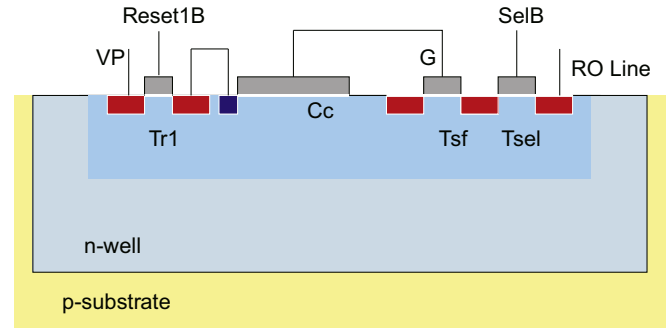 Reset1B
SelB
VP
G
RO Line
Cc
Tr1
Tsf
Tsel
n-well
p-substrate